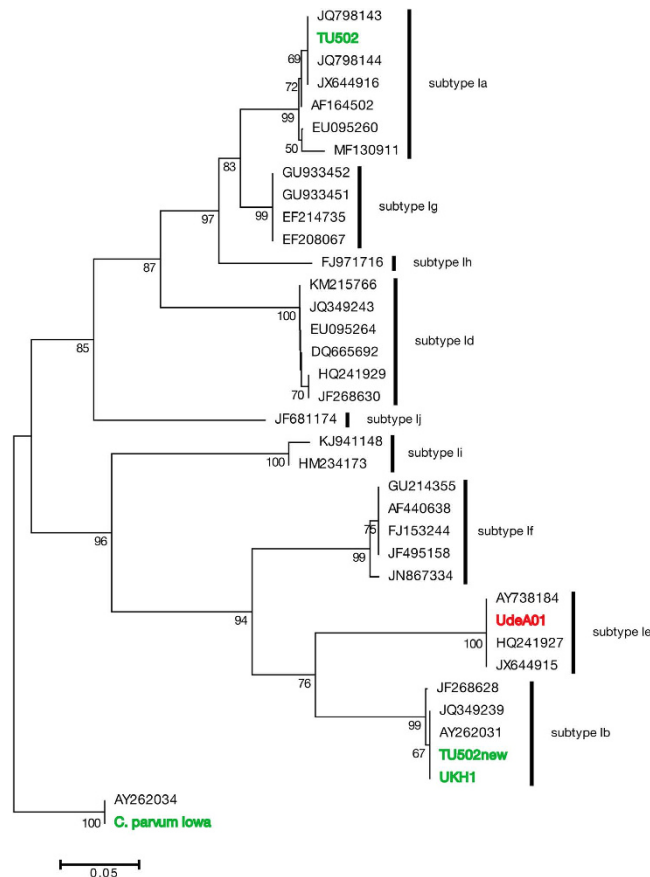 JQ798143
TU502
JQ798144
69
JX644916
subtype Ia
72
AF164502
99
EU095260
50
MF130911
83
GU933452
GU933451
subtype Ig
97
EF214735
99
EF208067
FJ971716
subtype Ih
87
KM215766
100
JQ349243
EU095264
subtype Id
85
DQ665692
HQ241929
70
JF268630
JF681174
subtype Ij
KJ941148
subtype Ii
100
HM234173
GU214355
AF440638
75
FJ153244
subtype If
96
JF495158
99
JN867334
AY738184
94
UdeA01
subtype Ie
100
HQ241927
JX644915
76
JF268628
JQ349239
99
AY262031
subtype Ib
67
TU502new
UKH1
AY262034
100
C. parvum Iowa
0.05